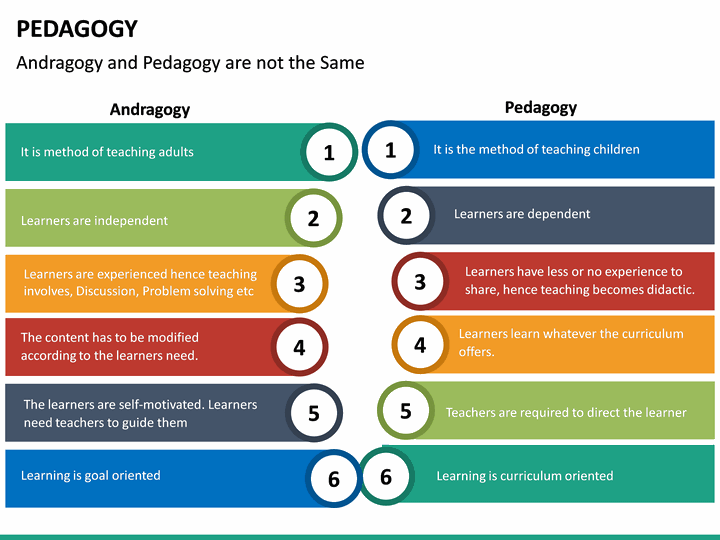 PEDAGOGY
Andragogy and Pedagogy are not the Same
Andragogy
It is method of teaching adults
1
Learners are independent
2
Learners are experienced hence teaching
involves, Discussion, Problem solving etc
3
The content has to be modified
according to the learners need.
4
The learners are self-motivated. Learners
need teachers to guide them
5
Learning is goal oriented
6
Pedagogy
1
It is the method of teaching children
2
Learners are dependent
3
Learners have less or no experience to
share, hence teaching becomes didactic.
4
Learners learn whatever the curriculum
offers.
5
Teachers are required to direct the learner
6
Learning is curriculum oriented